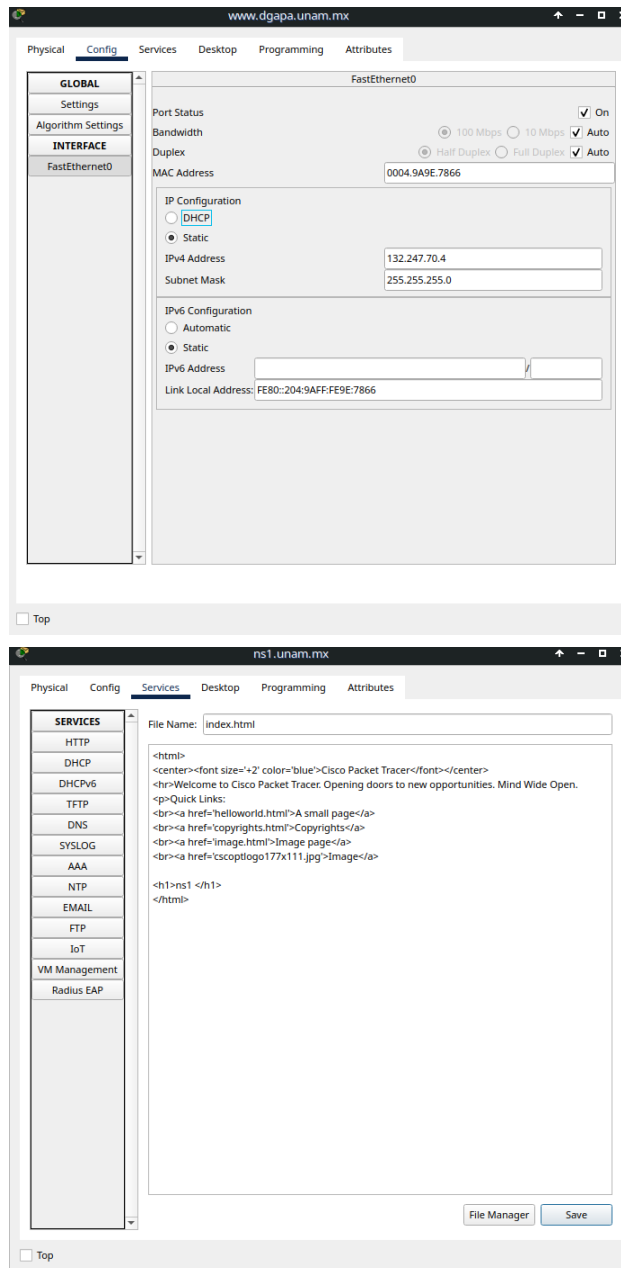 www.dgapa.unam.mx
Physical Config Services Desktop Programming Attributes
GLOBAL
Settings
Algorithm Settings
INTERFACE
FastEthernet0
FastEthernet0
Port Status On
Bandwidth 100 Mbps 10 Mbps Auto
Duplex Half Duplex Full Duplex Auto
MAC Address 0004.9A9E.7866
IP Configuration
DHCP
Static
IPv4 Address 132.247.70.4
Subnet Mask 255.255.255.0
IPv6 Configuration
Automatic
Static
IPv6 Address /
Link Local Address: FE80::204:9AFF:FE9E:7866
Top
ns1.unam.mx
Physical Config Services Desktop Programming Attributes
SERVICES
HTTP
DHCP
DHCPv6
TFTP
DNS
SYSLOG
AAA
NTP
EMAIL
FTP
IoT
VM Management
Radius EAP
File Name: index.html
<html>
<center><font size='+2' color='blue'>Cisco Packet Tracer</font></center>
<hr>Welcome to Cisco Packet Tracer. Opening doors to new opportunities. Mind Wide Open.
<p>Quick Links:
<br><a href='helloworld.html'>A small page</a>
<br><a href='copyrights.html'>Copyrights</a>
<br><a href='image.html'>Image page</a>
<br><a href='cscoptlogo177x111.jpg'>Image</a>
<h1>ns1 </h1>
</html>
File Manager Save
Top